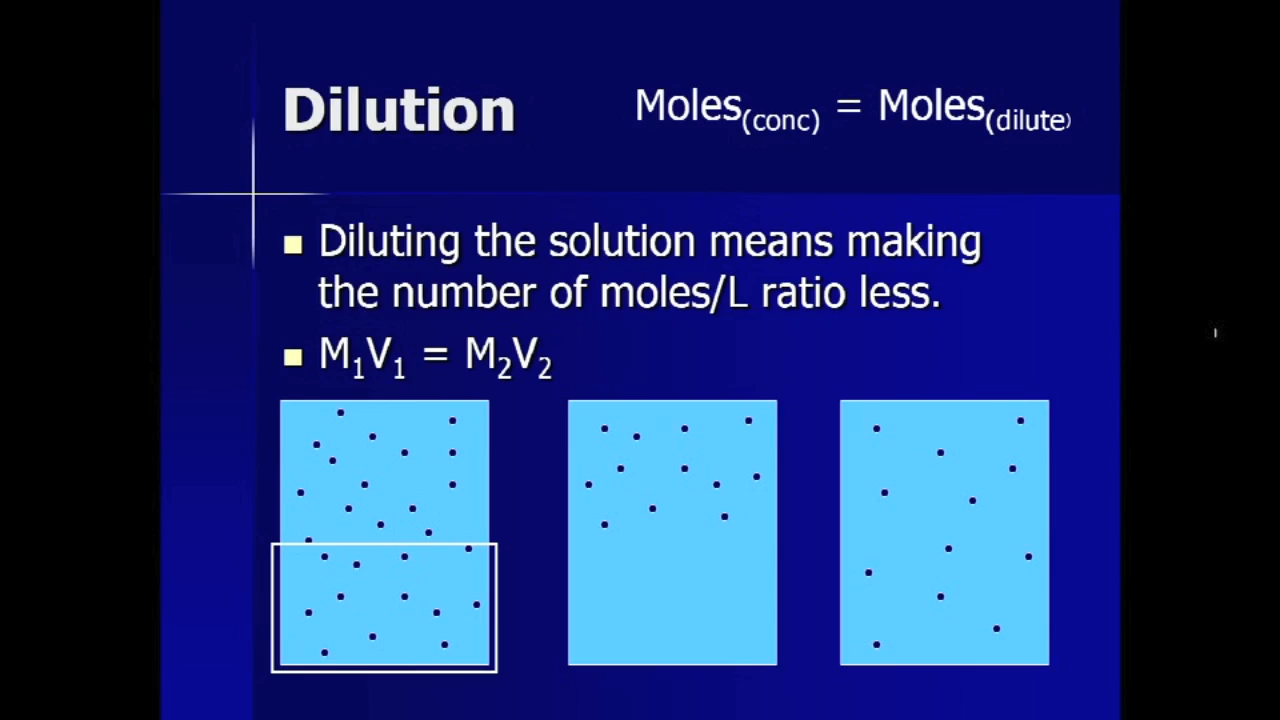 Dilution
Moles(conc) = Moles(dilute)
Diluting the solution means making
the number of moles/L ratio less.
M₁V₁ = M₂V₂